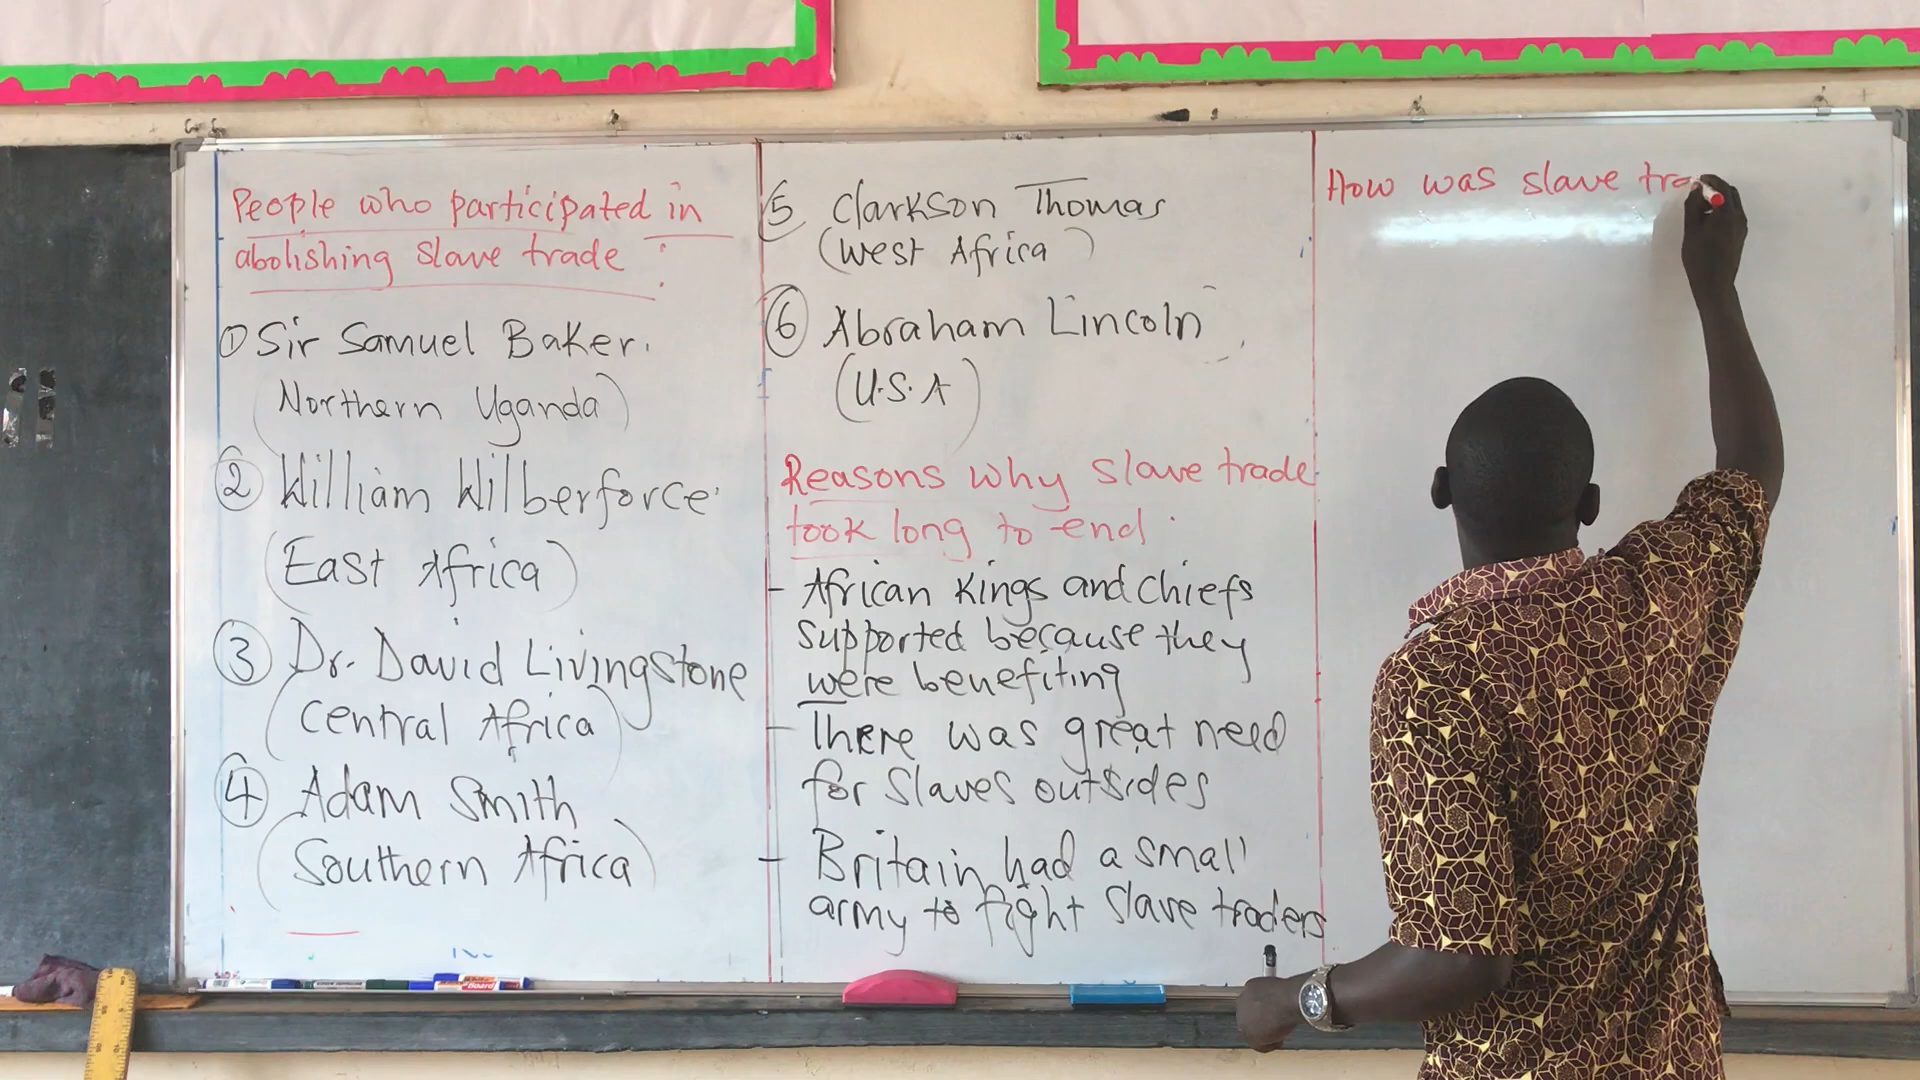 People who participated in
abolishing slave trade :
① Sir Samuel Baker.
(Northern Uganda)
② William Wilberforce
(East Africa)
③ Dr. David Livingstone
(Central Africa)
④ Adam Smith
(Southern Africa)
⑤ Clarkson Thomas
(West Africa)
⑥ Abraham Lincoln
(U.S.A)
Reasons why slave trade
took long to end.
- African Kings and chiefs
supported because they
were benefiting
- There was great need
for slaves outsides
- Britain had a small
army to fight slave traders
How was slave tra